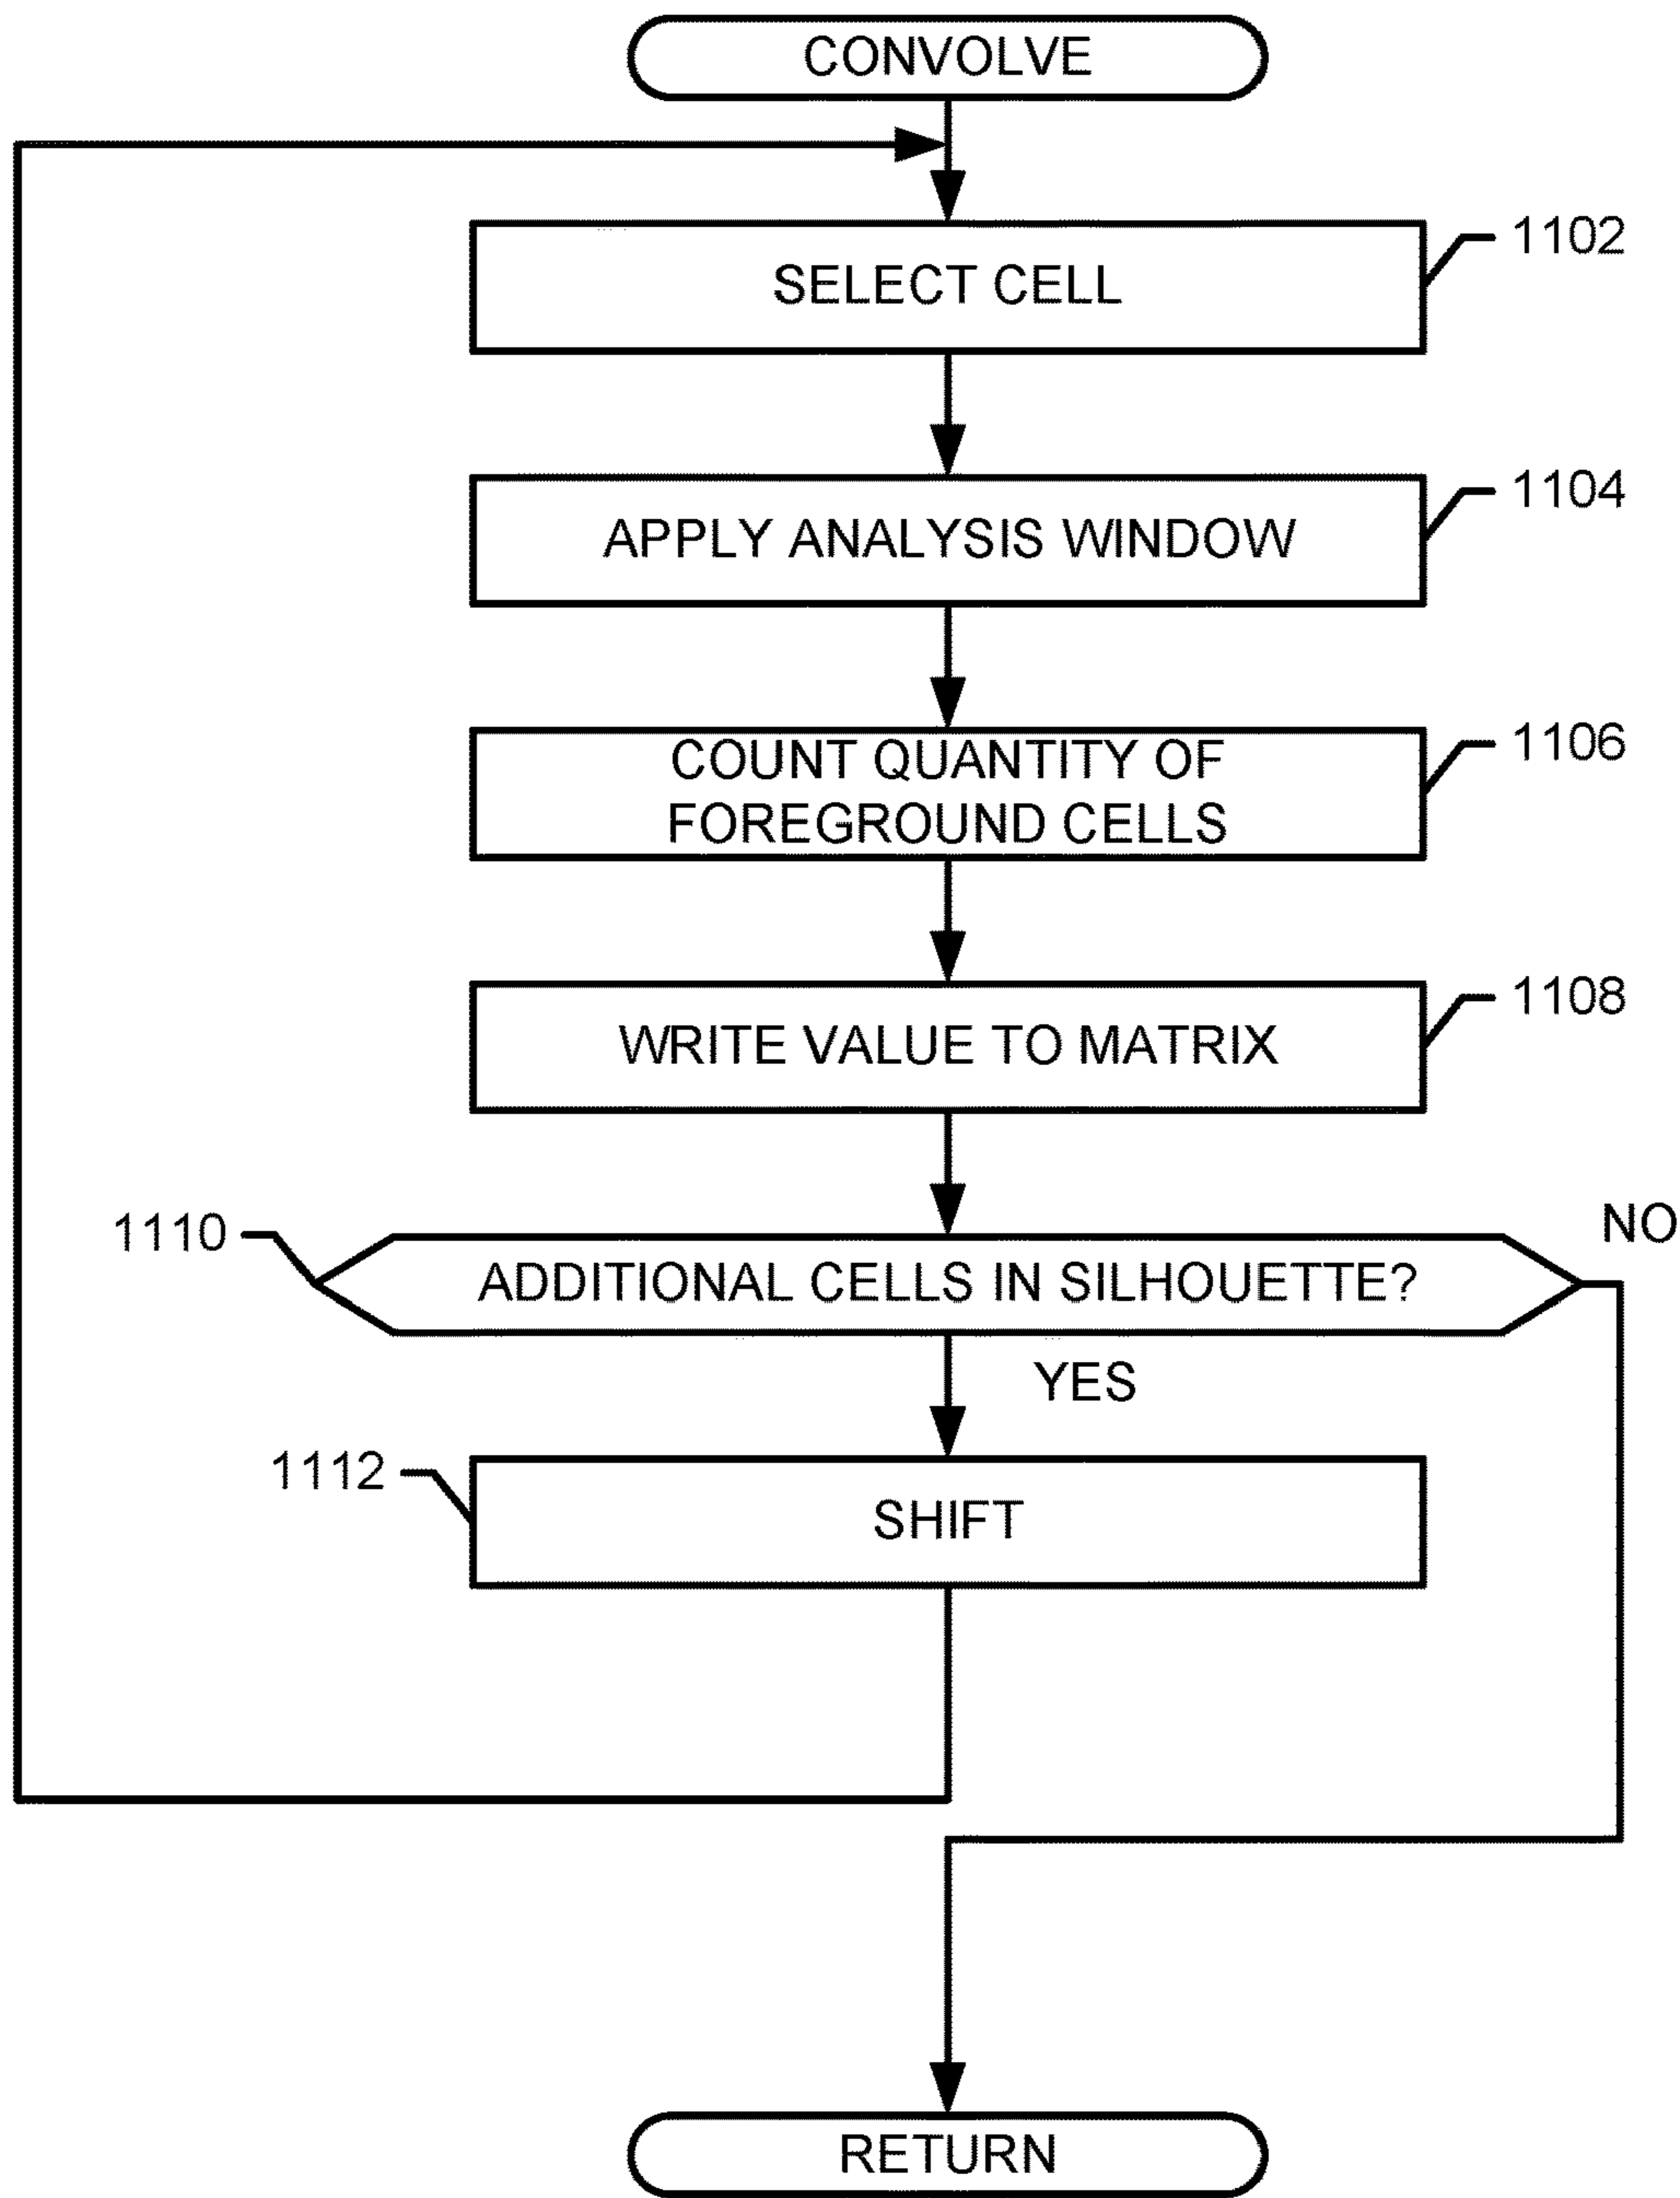 CONVOLVE
1102
SELECT CELL
1104
APPLY ANALYSIS WINDOW
1106
COUNT QUANTITY OF
FOREGROUND CELLS
1108
WRITE VALUE TO MATRIX
1110
NO
ADDITIONAL CELLS IN SILHOUETTE?
YES
1112
SHIFT
RETURN